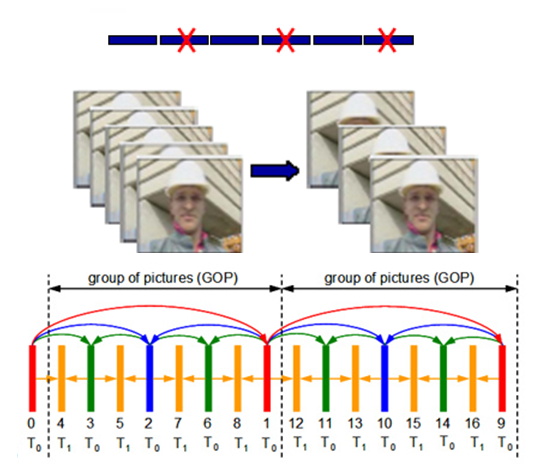 group of pictures (GOP) group of pictures (GOP)
0 4 3 5 2 7 6 8 1 12 11 13 10 15 14 16 9
T0 T1 T0 T1 T0 T1 T0 T1 T0 T1 T0 T1 T0 T1 T0 T1 T0